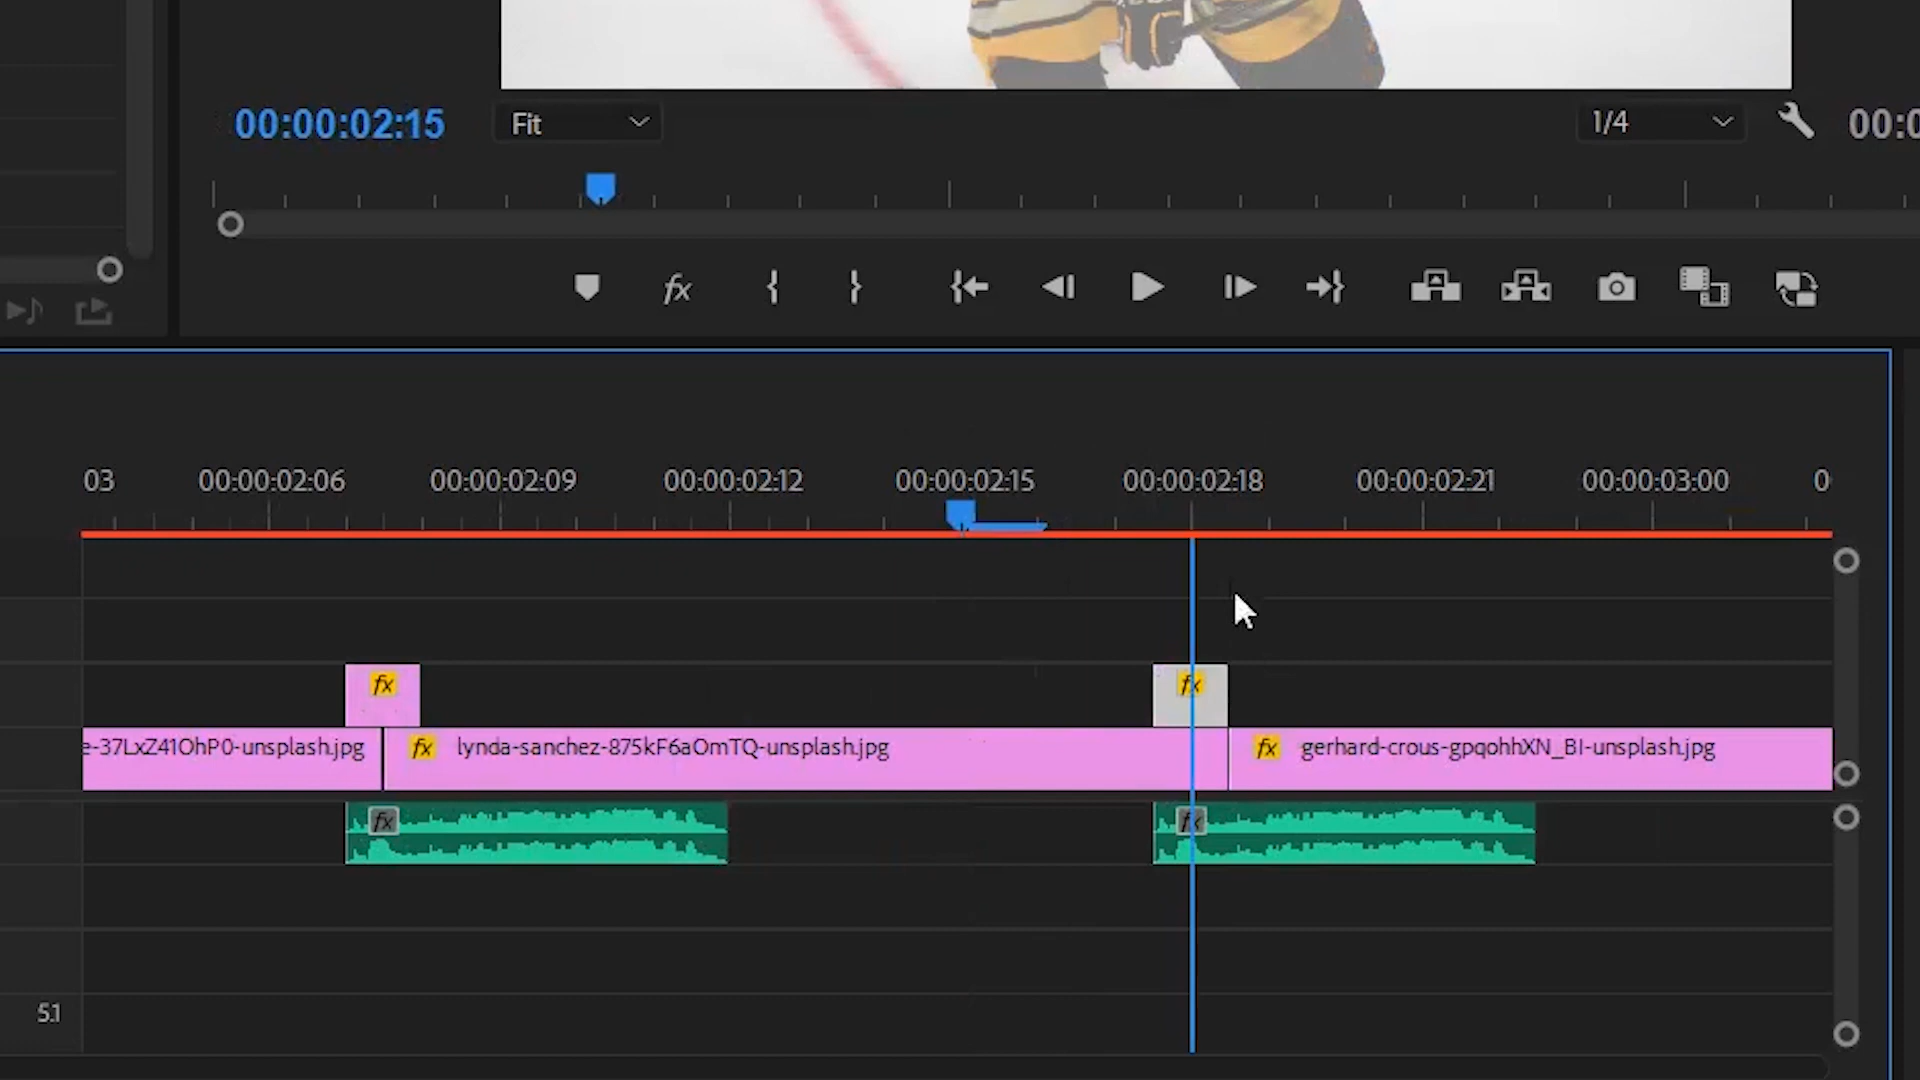 00:00:02:15
Fit
1/4
00:0
fx
03
00:00:02:06
00:00:02:09
00:00:02:12
00:00:02:15
00:00:02:18
00:00:02:21
00:00:03:00
0
fx
fx
e-37LxZ41OhP0-unsplash.jpg
fx
lynda-sanchez-875kF6aOmTQ-unsplash.jpg
fx
gerhard-crous-gpqohhXN_BI-unsplash.jpg
fx
fx
5.1